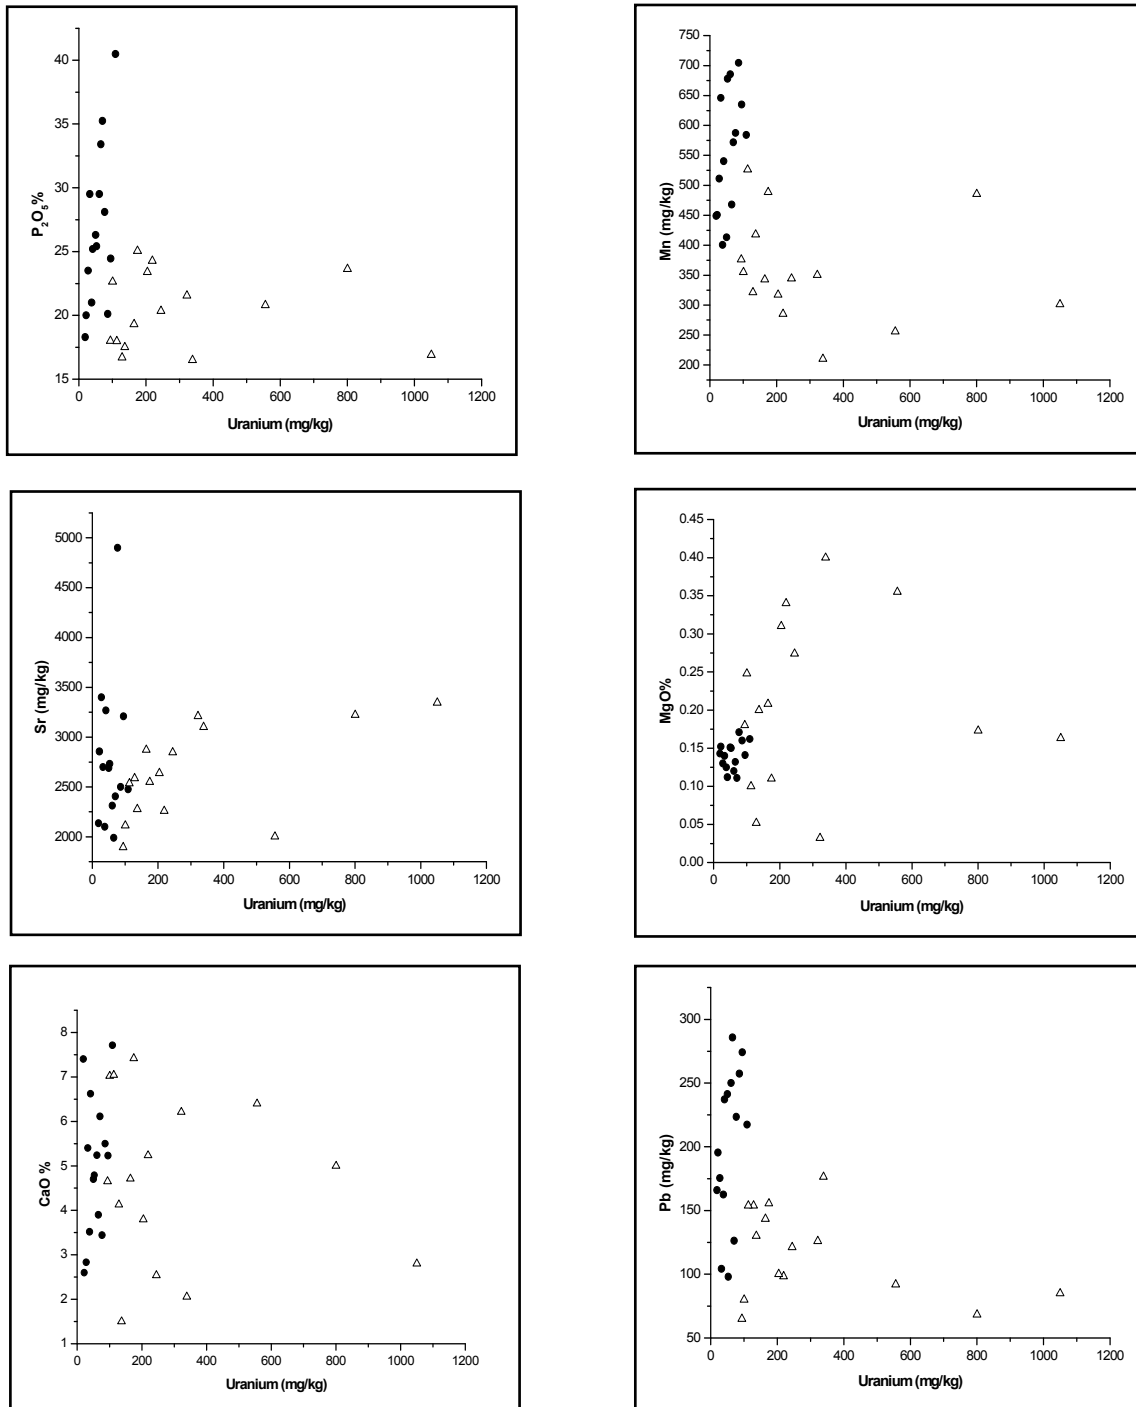 P₂O₅%
40
35
30
25
20
15
0 200 400 600 800 1000 1200
Uranium (mg/kg)
Mn (mg/kg)
750
700
650
600
550
500
450
400
350
300
250
200
0 200 400 600 800 1000 1200
Uranium (mg/kg)
Sr (mg/kg)
5000
4500
4000
3500
3000
2500
2000
0 200 400 600 800 1000 1200
Uranium (mg/kg)
MgO%
0.45
0.40
0.35
0.30
0.25
0.20
0.15
0.10
0.05
0.00
0 200 400 600 800 1000 1200
Uranium (mg/kg)
CaO %
8
7
6
5
4
3
2
1
0 200 400 600 800 1000 1200
Uranium (mg/kg)
Pb (mg/kg)
300
250
200
150
100
50
0 200 400 600 800 1000 1200
Uranium (mg/kg)